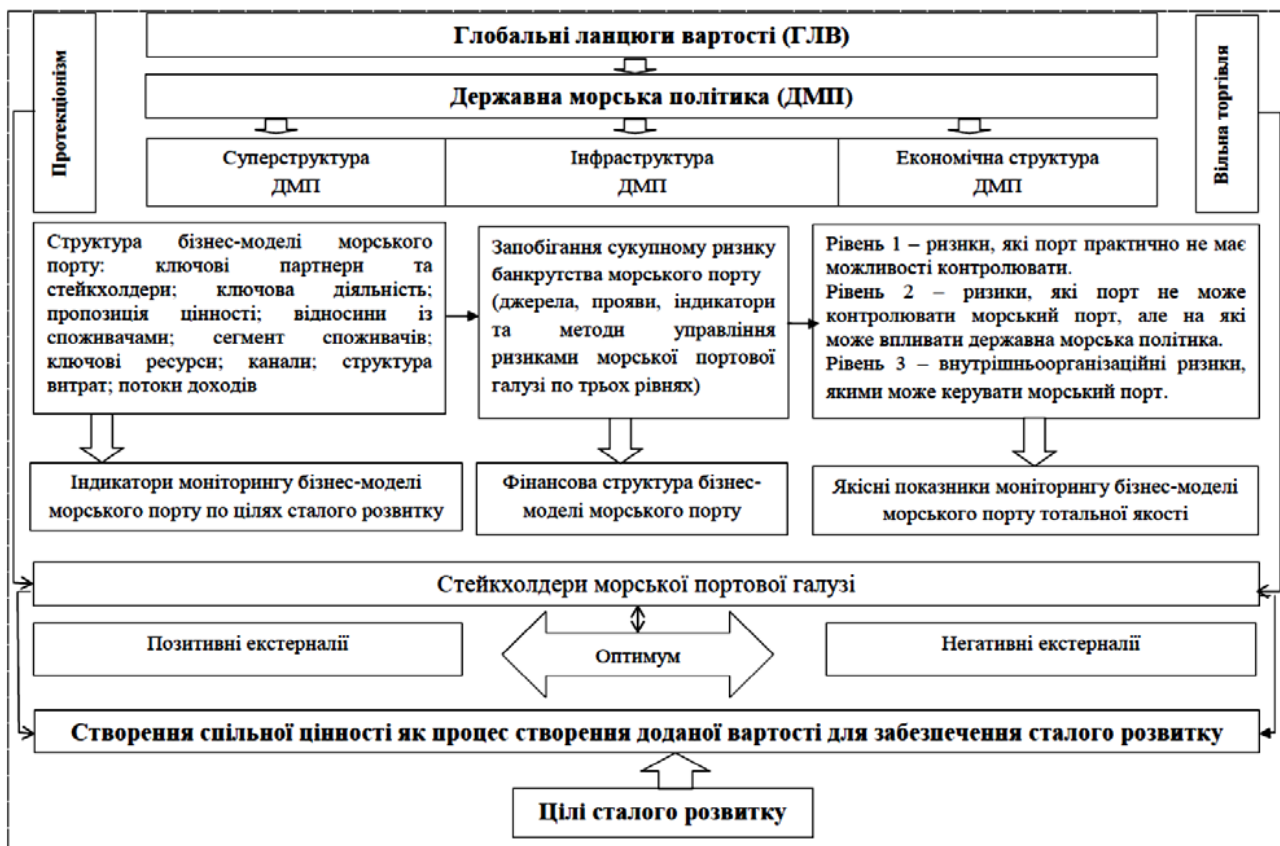 Глобальні ланцюги вартості (ГЛВ)
Протекціонізм
Вільна торгівля
Державна морська політика (ДМП)
Суперструктура
ДМП
Інфраструктура
ДМП
Економічна структура
ДМП
Структура бізнес-моделі морського
порту: ключові партнери та
стейкхолдери; ключова діяльність;
пропозиція цінності; відносини із
споживачами; сегмент споживачів;
ключові ресурси; канали; структура
витрат; потоки доходів
Запобігання сукупному ризику
банкрутства морського порту
(джерела, прояви, індикатори
та методи управління
ризиками морської портової
галузі по трьох рівнях)
Рівень 1 – ризики, які порт практично не має
можливості контролювати.
Рівень 2 – ризики, які порт не може
контролювати морський порт, але на які
може впливати державна морська політика.
Рівень 3 – внутрішньоорганізаційні ризики,
якими може керувати морський порт.
Індикатори моніторингу бізнес-моделі
морського порту по цілях сталого розвитку
Фінансова структура бізнес-
моделі морського порту
Якісні показники моніторингу бізнес-моделі
морського порту тотальної якості
Стейкхолдери морської портової галузі
Позитивні екстерналії
Оптимум
Негативні екстерналії
Створення спільної цінності як процес створення доданої вартості для забезпечення сталого розвитку
Цілі сталого розвитку